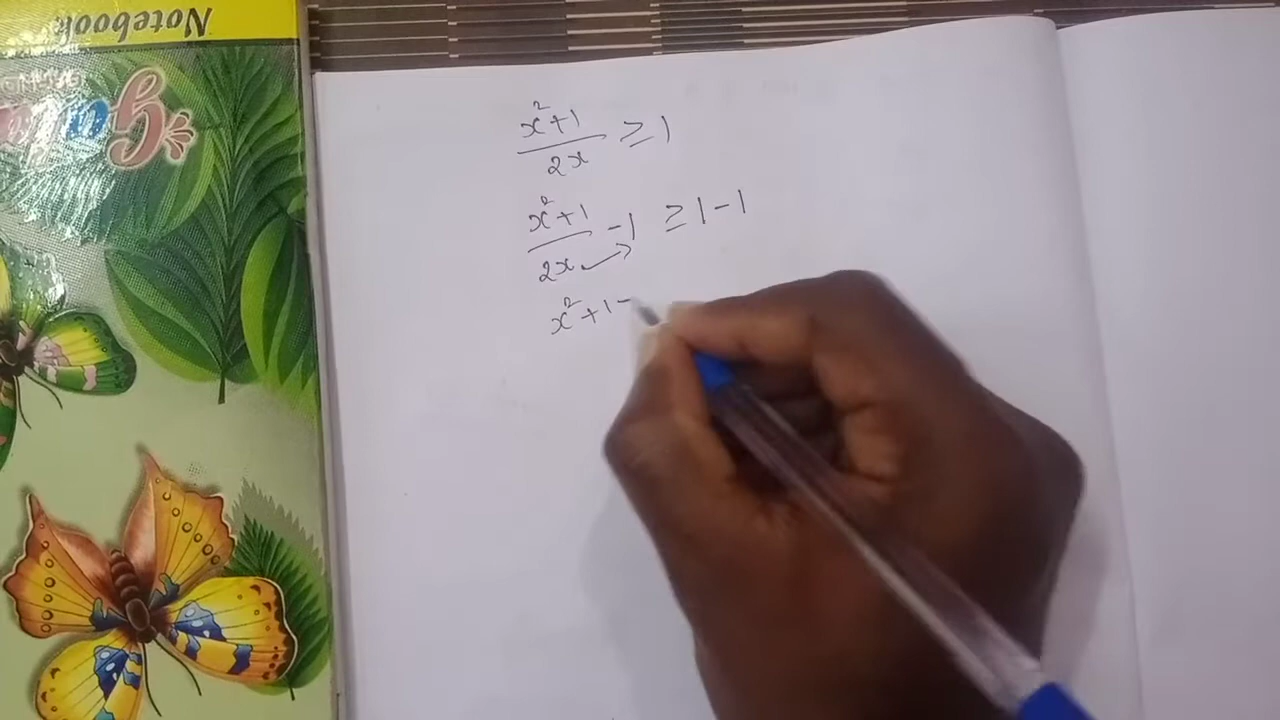 Notebook
x²+1
2x ≥ 1
x²+1
2x - 1 ≥ 1 - 1
x² + 1 -